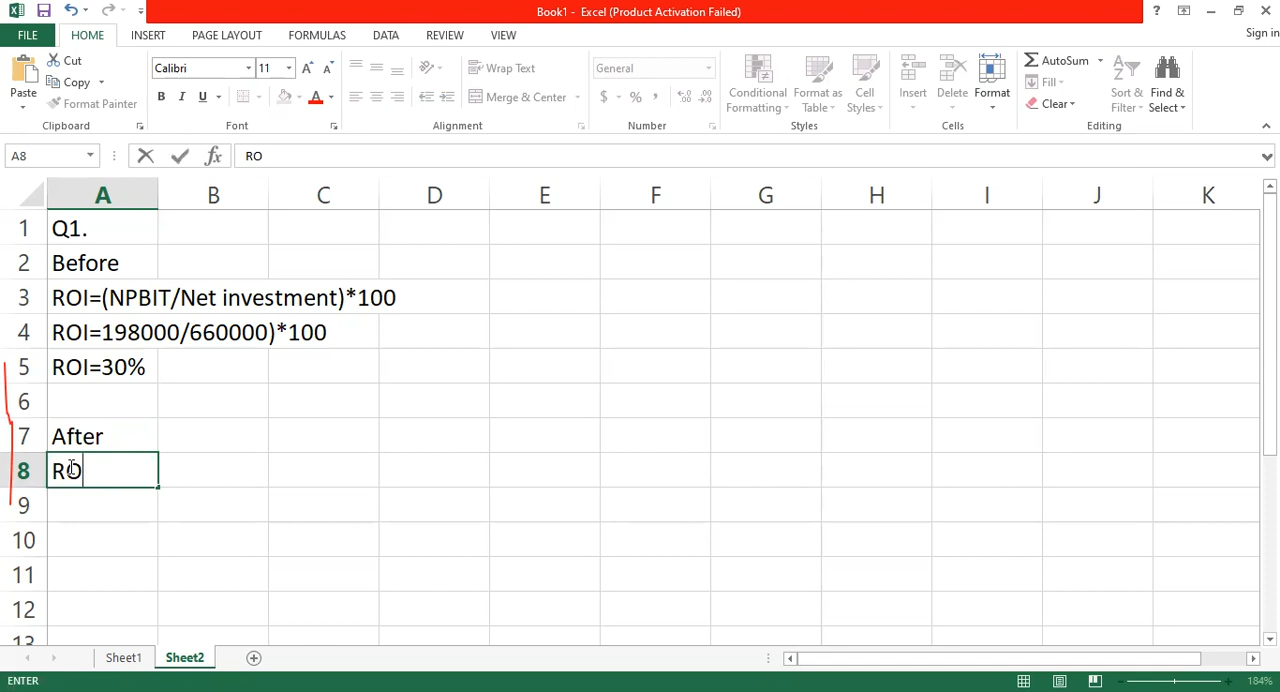 Book1 - Excel (Product Activation Failed)
?
FILE HOME INSERT PAGE LAYOUT FORMULAS DATA REVIEW VIEW Sign in
Paste
Cut
Copy
Format Painter
Clipboard
Calibri 11
B I U
Font
Wrap Text
Merge & Center
Alignment
General
$ % ,
Number
Conditional Formatting
Format as Table
Cell Styles
Styles
Insert
Delete
Format
Cells
AutoSum
Fill
Clear
Sort & Filter
Find & Select
Editing
A8 fx RO
A B C D E F G H I J K
1 Q1.
2 Before
3 ROI=(NPBIT/Net investment)*100
4 ROI=198000/660000)*100
5 ROI=30%
6
7 After
8 RO
9
10
11
12
13
Sheet1 Sheet2
ENTER 184%